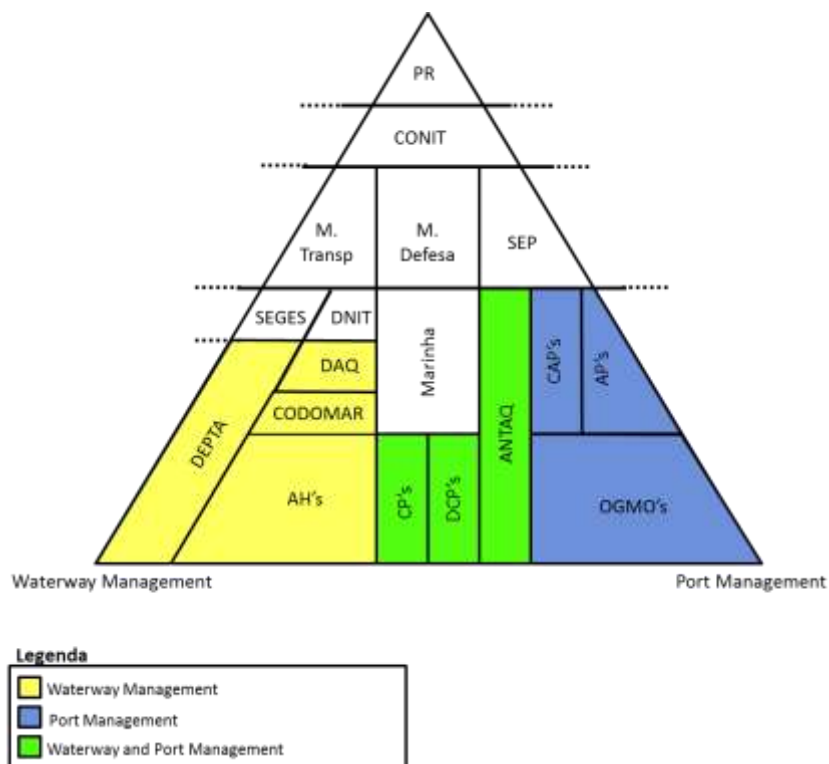 PR
CONIT
M.
Transp
M.
Defesa
SEP
SEGES
DNIT
DAQ
CODOMAR
DEPTA
AH's
Marinha
CP's
DCP's
ANTAQ
CAP's
AP's
OGMO's
Waterway Management
Port Management
Legenda
Waterway Management
Port Management
Waterway and Port Management